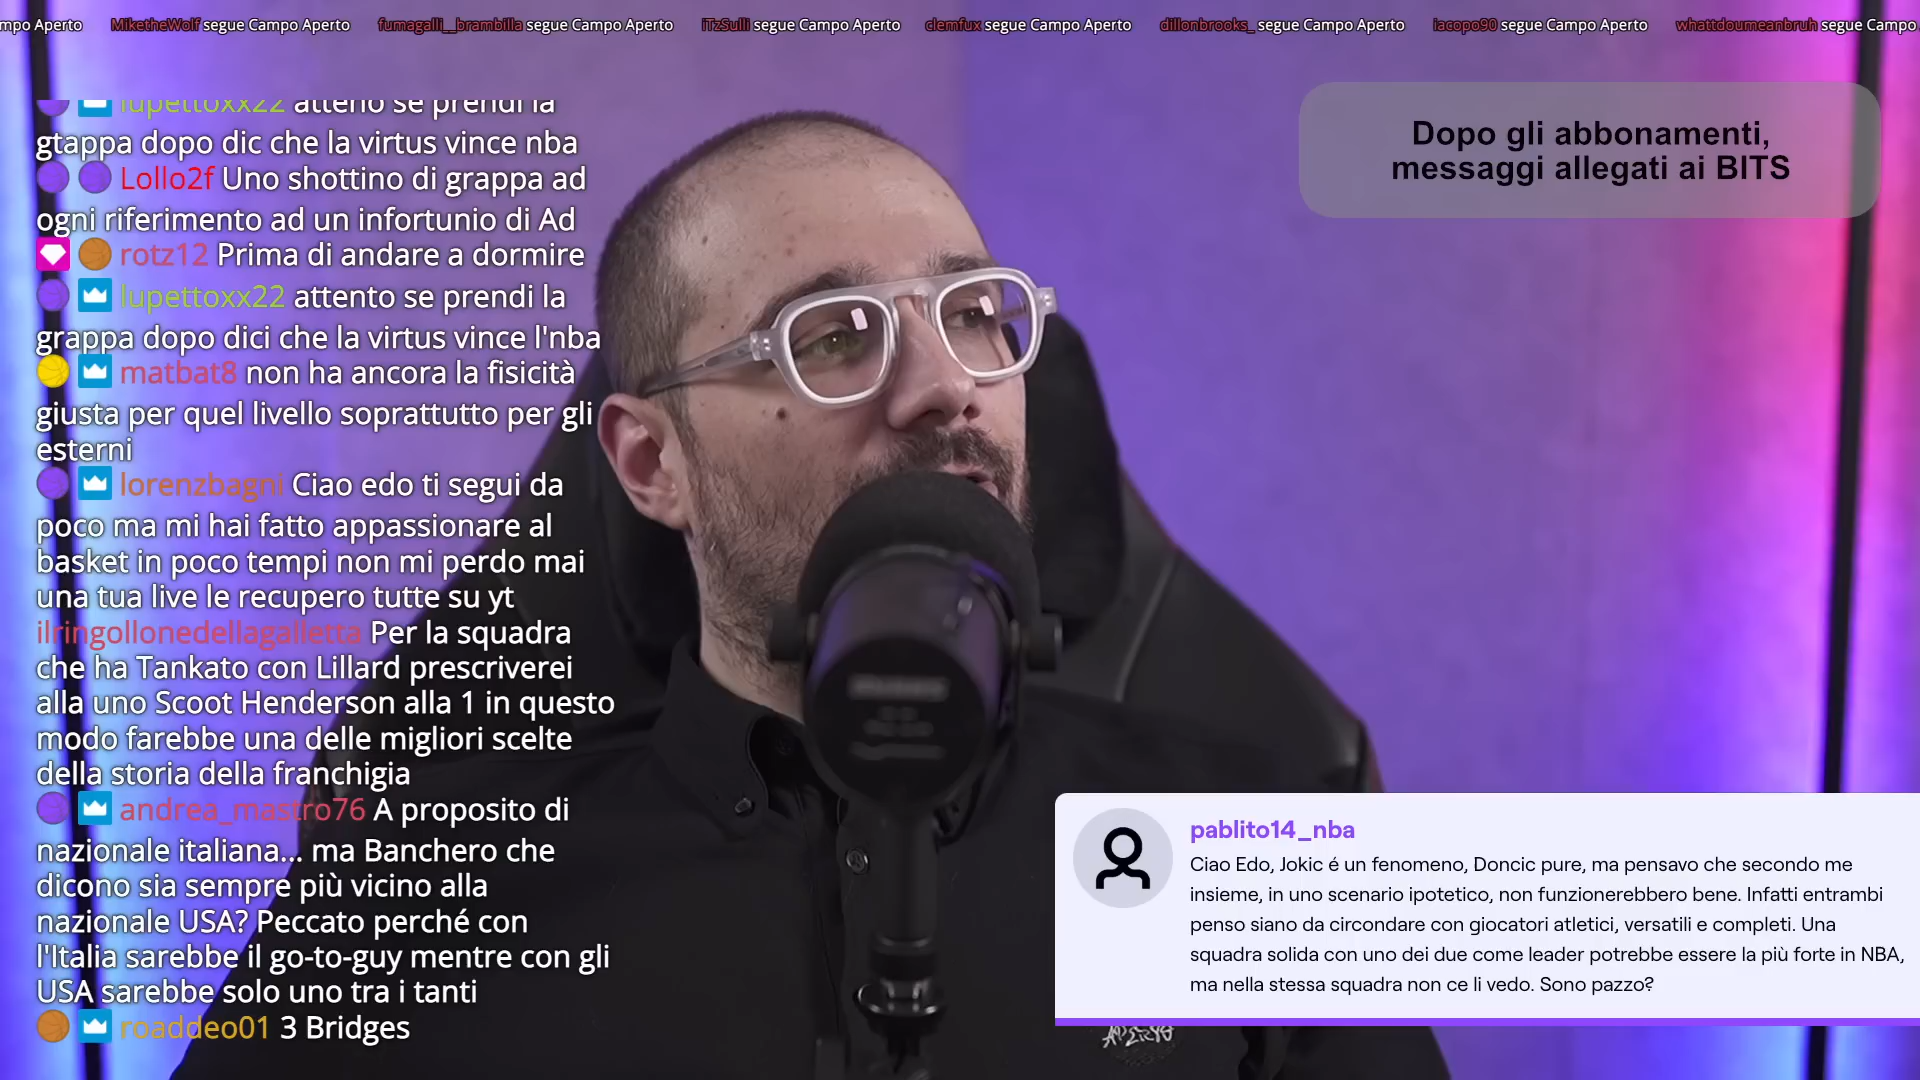 mpo Aperto MiketheWolf segue Campo Aperto fumagalli__brambilla segue Campo Aperto iTzSulli segue Campo Aperto clemfux segue Campo Aperto dillonbrooks_ segue Campo Aperto iacopo90 segue Campo Aperto whattdoumeanbruh segue Campo
lupettoxx22 atteno se prendi la
gtappa dopo dic che la virtus vince nba
Lollo2f Uno shottino di grappa ad
ogni riferimento ad un infortunio di Ad
rotz12 Prima di andare a dormire
lupettoxx22 attento se prendi la
grappa dopo dici che la virtus vince l'nba
matbat8 non ha ancora la fisicità
giusta per quel livello soprattutto per gli
esterni
lorenzbagni Ciao edo ti segui da
poco ma mi hai fatto appassionare al
basket in poco tempi non mi perdo mai
una tua live le recupero tutte su yt
ilringollonedellagalletta Per la squadra
che ha Tankato con Lillard prescriverei
alla uno Scoot Henderson alla 1 in questo
modo farebbe una delle migliori scelte
della storia della franchigia
andrea_mastro76 A proposito di
nazionale italiana... ma Banchero che
dicono sia sempre più vicino alla
nazionale USA? Peccato perché con
l'Italia sarebbe il go-to-guy mentre con gli
USA sarebbe solo uno tra i tanti
roaddeo01 3 Bridges
Dopo gli abbonamenti,
messaggi allegati ai BITS
pablito14_nba
Ciao Edo, Jokic é un fenomeno, Doncic pure, ma pensavo che secondo me
insieme, in uno scenario ipotetico, non funzionerebbero bene. Infatti entrambi
penso siano da circondare con giocatori atletici, versatili e completi. Una
squadra solida con uno dei due come leader potrebbe essere la più forte in NBA,
ma nella stessa squadra non ce li vedo. Sono pazzo?